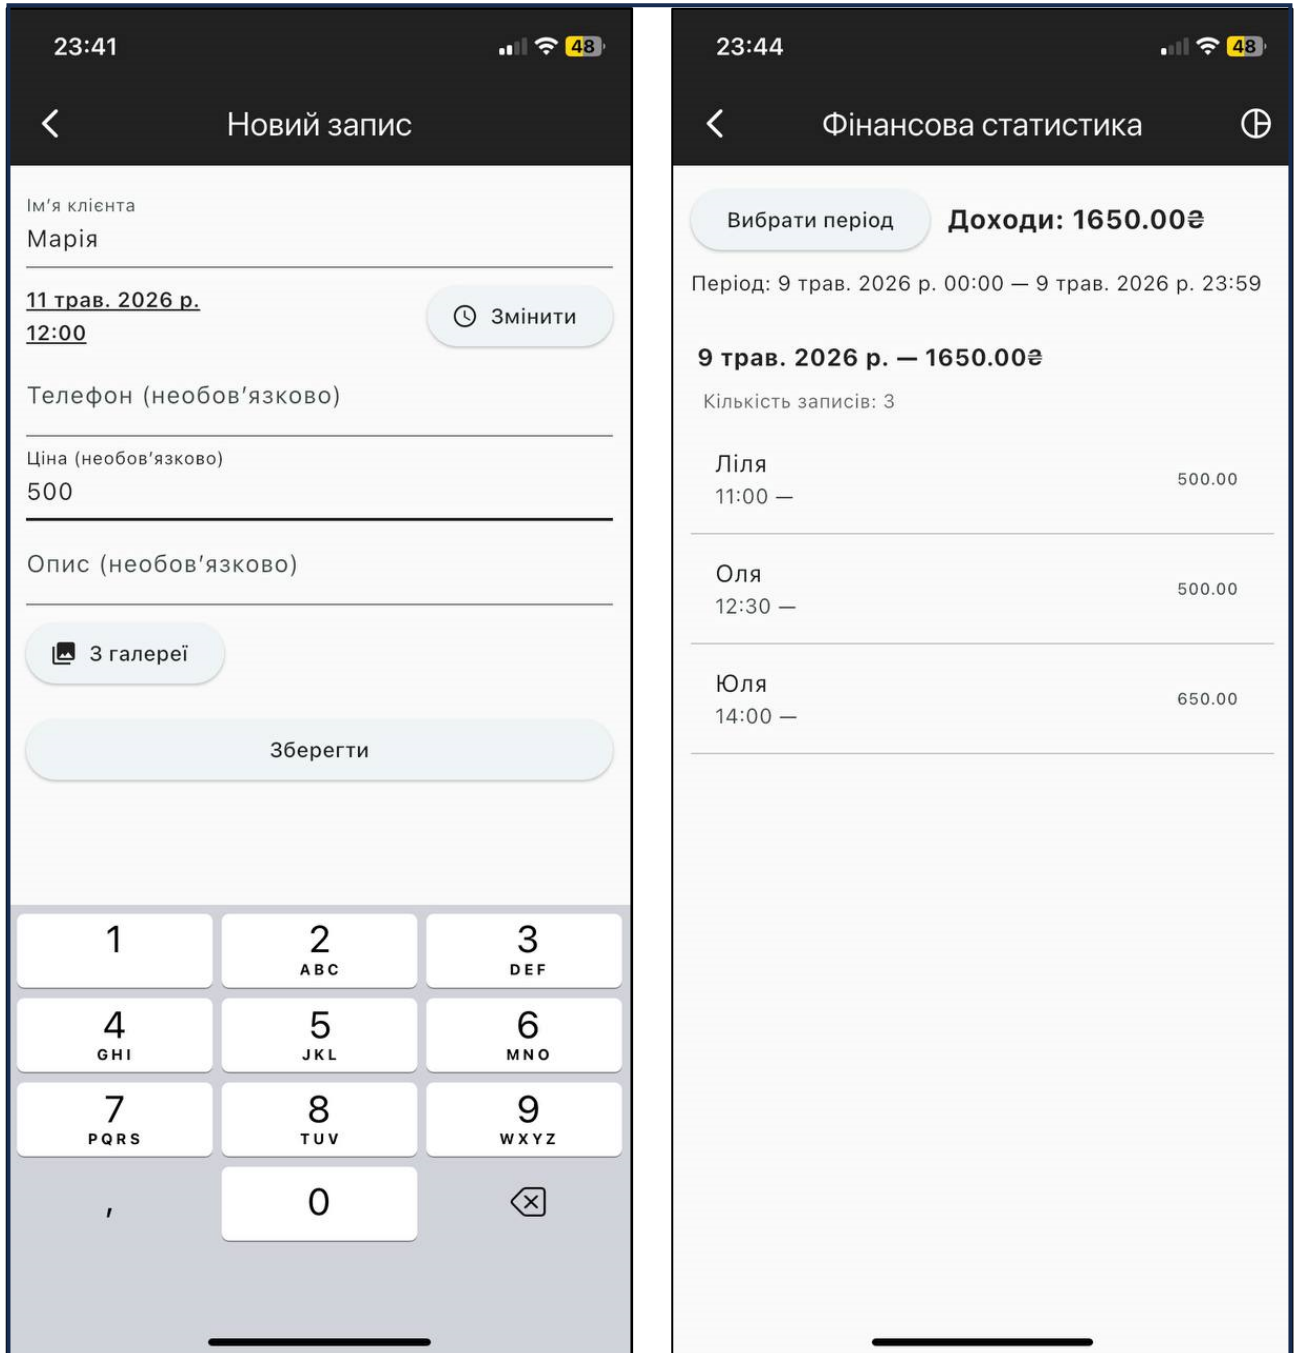 23:41
48
Новий запис
Ім'я клієнта
Марія
11 трав. 2026 р.
12:00
Змінити
Телефон (необов'язково)
Ціна (необов'язково)
500
Опис (необов'язково)
З галереї
Зберегти
1
2
ABC
3
DEF
4
GHI
5
JKL
6
MNO
7
PQRS
8
TUV
9
WXYZ
,
0
23:44
48
Фінансова статистика
Вибрати період
Доходи: 1650.00₴
Період: 9 трав. 2026 р. 00:00 — 9 трав. 2026 р. 23:59
9 трав. 2026 р. — 1650.00₴
Кількість записів: 3
Ліля
11:00 —
500.00
Оля
12:30 —
500.00
Юля
14:00 —
650.00